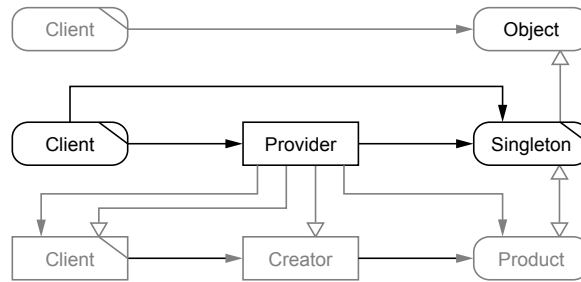 Client
Object
Client
Provider
Singleton
Client
Creator
Product